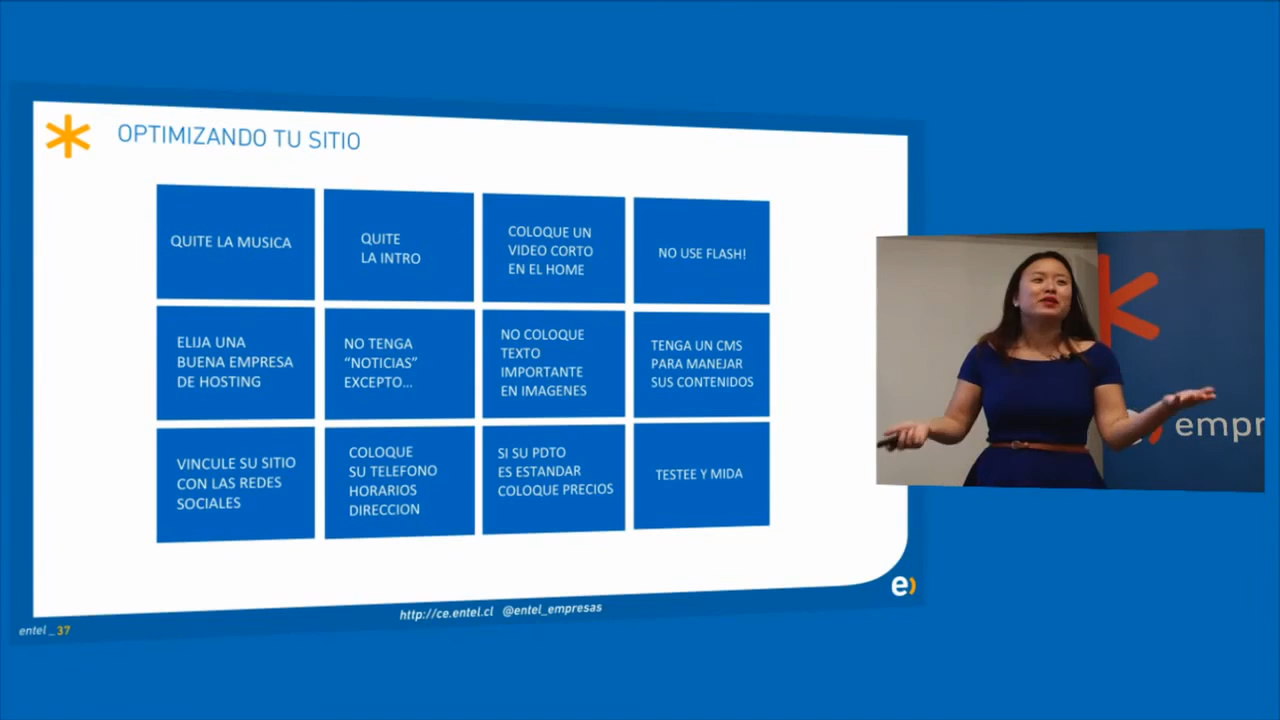 OPTIMIZANDO TU SITIO
QUITE LA MUSICA
QUITE
LA INTRO
COLOQUE UN
VIDEO CORTO
EN EL HOME
NO USE FLASH!
ELIJA UNA
BUENA EMPRESA
DE HOSTING
NO TENGA
“NOTICIAS”
EXCEPTO...
NO COLOQUE
TEXTO
IMPORTANTE
EN IMAGENES
TENGA UN CMS
PARA MANEJAR
SUS CONTENIDOS
VINCULE SU SITIO
CON LAS REDES
SOCIALES
COLOQUE
SU TELEFONO
HORARIOS
DIRECCION
SI SU PDTO
ES ESTANDAR
COLOQUE PRECIOS
TESTEE Y MIDA
empr
e)
http://ce.entel.cl @entel_empresas
entel _ 37